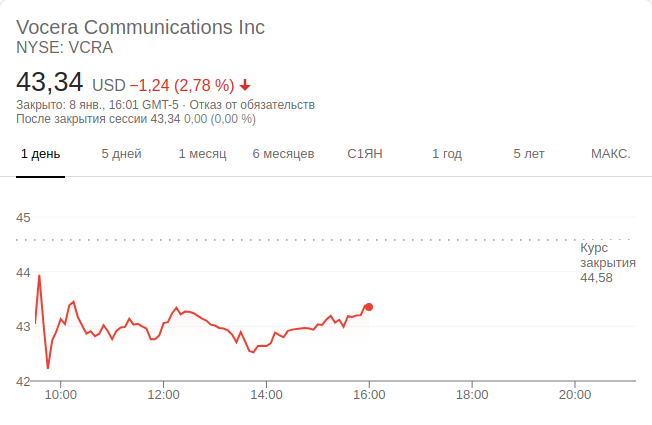 Vocera Communications Inc
NYSE: VCRA
43,34 USD −1,24 (2,78 %)
Закрыто: 8 янв., 16:01 GMT-5 · Отказ от обязательств
После закрытия сессии 43,34 0,00 (0,00 %)
1 день 5 дней 1 месяц 6 месяцев С1ЯН 1 год 5 лет МАКС.
45
Курс
закрытия
44,58
44
43
42
10:00 12:00 14:00 16:00 18:00 20:00